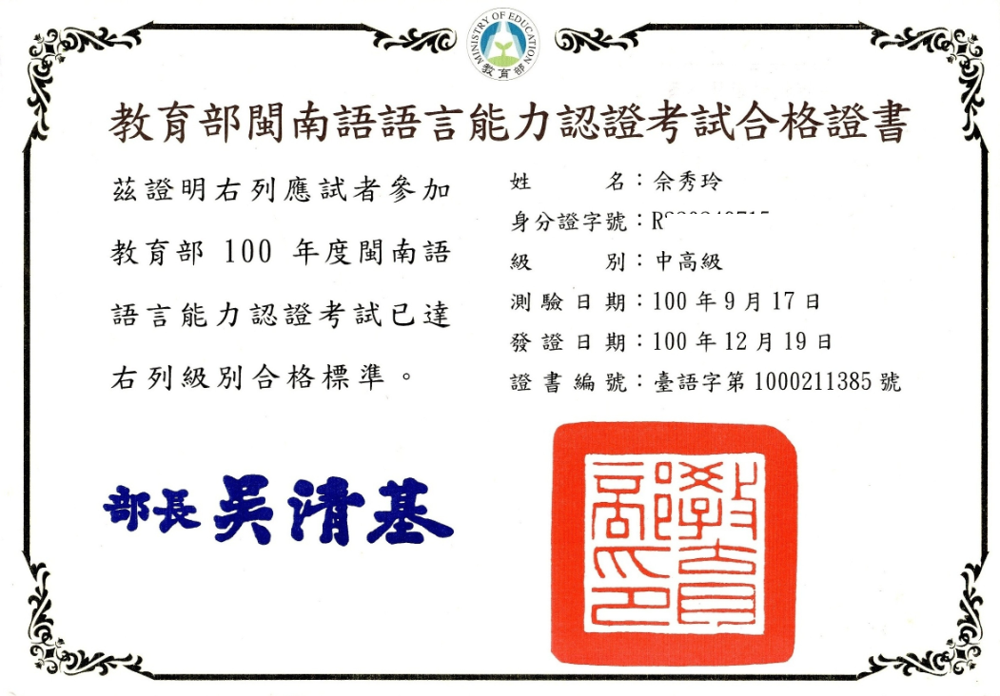 MINISTRY OF EDUCATION
教育部
教育部閩南語語言能力認證考試合格證書
茲證明右列應試者參加
教育部 100 年度閩南語
語言能力認證考試已達
右列級別合格標準。
姓名：佘秀玲
身分證字號：R
級別：中高級
測驗日期：100 年 9 月 17 日
發證日期：100 年 12 月 19 日
證書編號：臺語字第 1000211385 號
部長 吳清基
教育部印